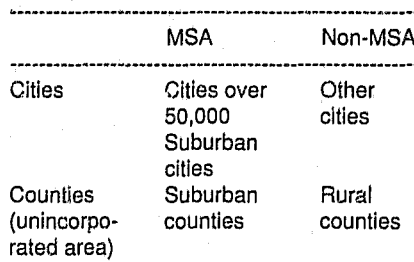 MSA Non-MSA
Cities Cities over Other
50,000 cities
Suburban
cities
Counties Suburban Rural
(unincorpo- counties counties
rated area)